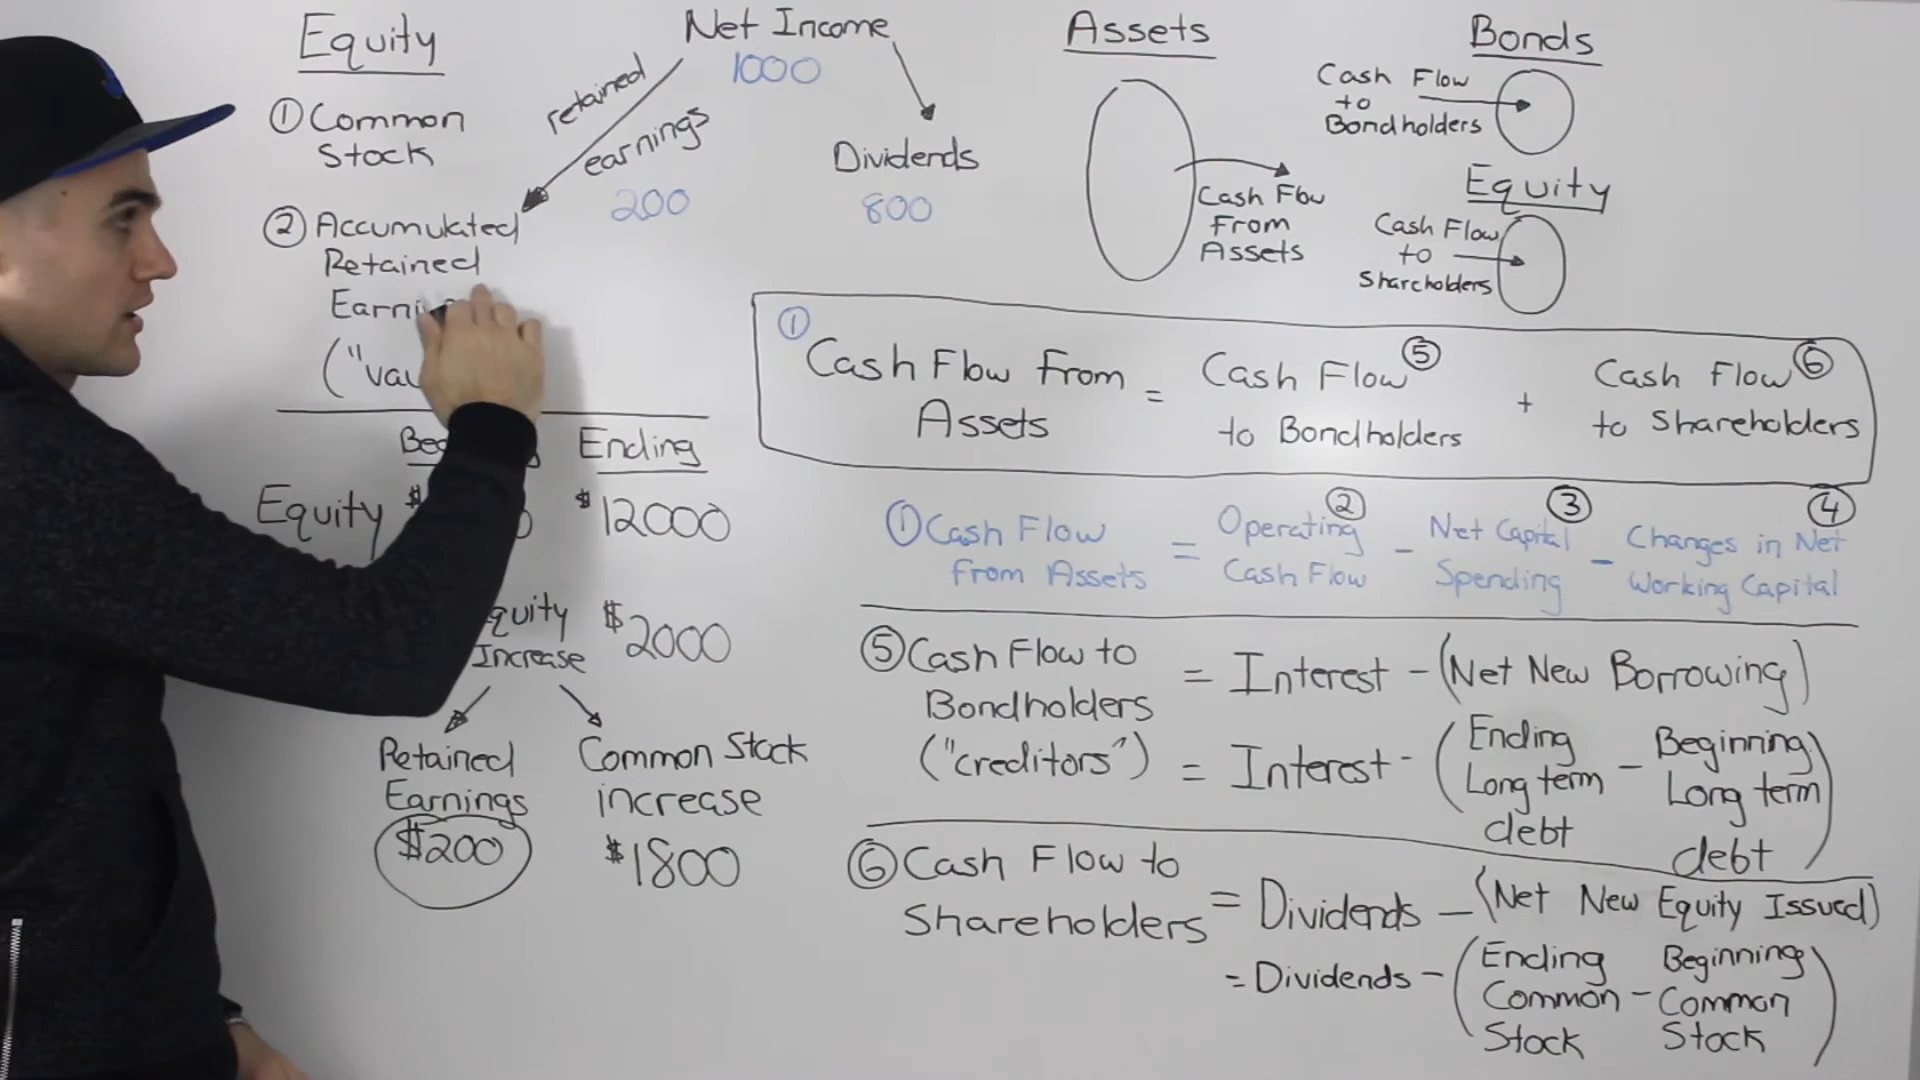 Equity
① Common
Stock
② Accumulated
Retained
Net Income
1000
retained
earnings
200
Dividends
800
Ending
Equity $ $12000
Increase $2000
Retained
Earnings
$200
Common Stock
increase
$1800
Assets
Cash Flow
From
Assets
Bonds
Cash Flow
to
Bondholders
Equity
Cash Flow
to
Shareholders
①
Cash Flow From
Assets
=
Cash Flow ⑤
to Bondholders
+
Cash Flow ⑥
to Shareholders
① Cash Flow
from Assets
=
Operating ②
Cash Flow
-
Net Capital ③
Spending
-
Changes in Net ④
Working Capital
⑤ Cash Flow to
Bondholders
("creditors")
= Interest - (Net New Borrowing)
= Interest - (
Ending
Long term
debt
-
Beginning
Long term
debt
)
⑥ Cash Flow to
Shareholders
= Dividends - (Net New Equity Issued)
= Dividends - (
Ending
Common
Stock
-
Beginning
Common
Stock
)